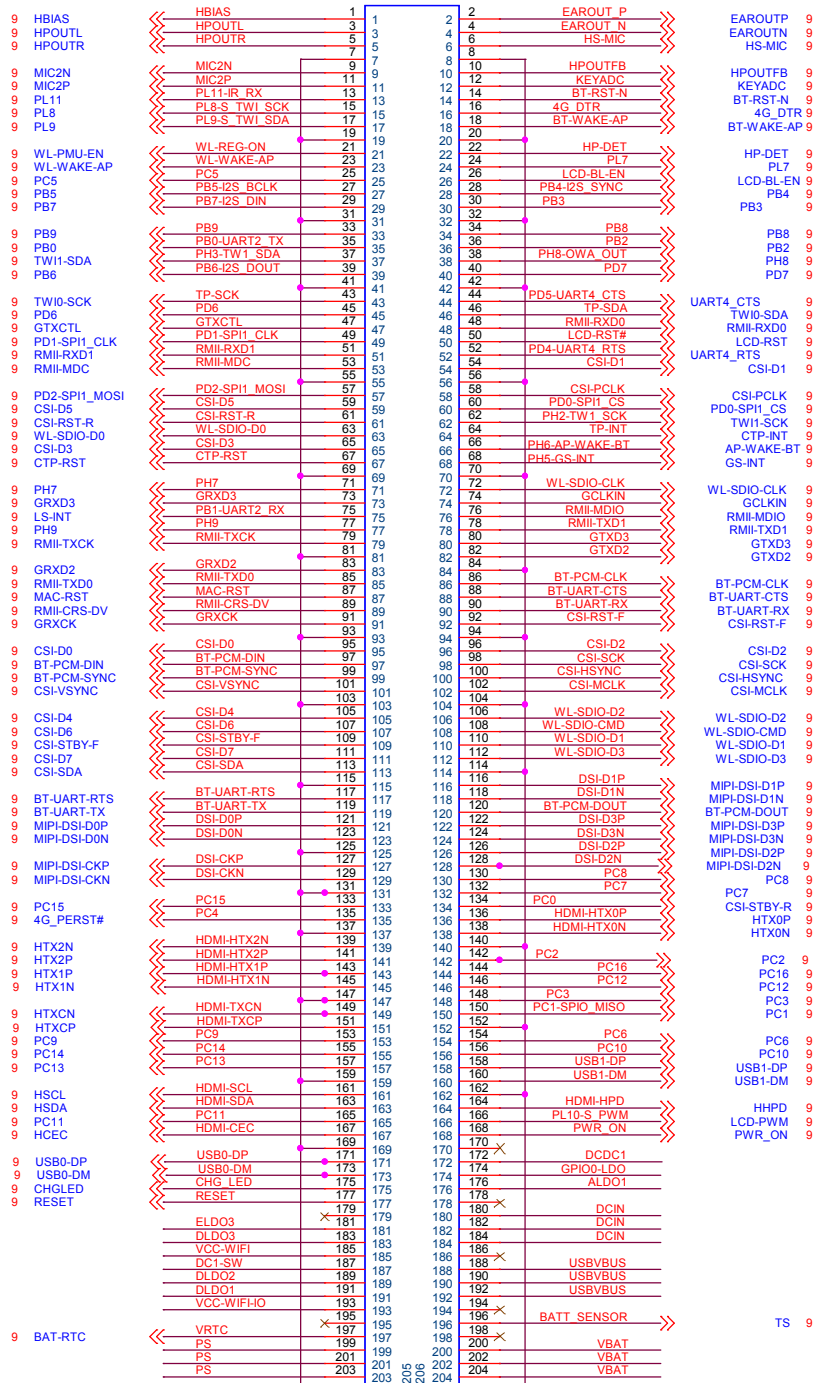 9 HBIAS HBIAS 1 1 2 2 EAROUT_P EAROUTP 9
9 HPOUTL HPOUTL 3 3 4 4 EAROUT_N EAROUTN 9
9 HPOUTR HPOUTR 5 5 6 6 HS-MIC HS-MIC 9
7 7 8 8
9 MIC2N MIC2N 9 9 10 10 HPOUTFB HPOUTFB 9
9 MIC2P MIC2P 11 11 12 12 KEYADC KEYADC 9
9 PL11 PL11-IR_RX 13 13 14 14 BT-RST-N BT-RST-N 9
9 PL8 PL8-S_TWI_SCK 15 15 16 16 4G_DTR 4G_DTR 9
9 PL9 PL9-S_TWI_SDA 17 17 18 18 BT-WAKE-AP BT-WAKE-AP 9
19 19 20 20
9 WL-PMU-EN WL-REG-ON 21 21 22 22 HP-DET HP-DET 9
9 WL-WAKE-AP WL-WAKE-AP 23 23 24 24 PL7 PL7 9
9 PC5 PC5 25 25 26 26 LCD-BL-EN LCD-BL-EN 9
9 PB5 PB5-I2S_BCLK 27 27 28 28 PB4-I2S_SYNC PB4 9
9 PB7 PB7-I2S_DIN 29 29 30 30 PB3 PB3 9
31 31 32 32
9 PB9 PB9 33 33 34 34 PB8 PB8 9
9 PB0 PB0-UART2_TX 35 35 36 36 PB2 PB2 9
9 TWI1-SDA PH3-TW1_SDA 37 37 38 38 PH8-OWA_OUT PH8 9
9 PB6 PB6-I2S_DOUT 39 39 40 40 PD7 PD7 9
41 41 42 42
9 TWI0-SCK TP-SCK 43 43 44 44 PD5-UART4_CTS UART4_CTS 9
9 PD6 PD6 45 45 46 46 TP-SDA TWI0-SDA 9
9 GTXCTL GTXCTL 47 47 48 48 RMII-RXD0 RMII-RXD0 9
9 PD1-SPI1_CLK PD1-SPI1_CLK 49 49 50 50 LCD-RST# LCD-RST 9
9 RMII-RXD1 RMII-RXD1 51 51 52 52 PD4-UART4_RTS UART4_RTS 9
9 RMII-MDC RMII-MDC 53 53 54 54 CSI-D1 CSI-D1 9
55 55 56 56
9 PD2-SPI1_MOSI PD2-SPI1_MOSI 57 57 58 58 CSI-PCLK CSI-PCLK 9
9 CSI-D5 CSI-D5 59 59 60 60 PD0-SPI1_CS PD0-SPI1_CS 9
9 CSI-RST-R CSI-RST-R 61 61 62 62 PH2-TW1_SCK TWI1-SCK 9
9 WL-SDIO-D0 WL-SDIO-D0 63 63 64 64 TP-INT CTP-INT 9
9 CSI-D3 CSI-D3 65 65 66 66 PH6-AP-WAKE-BT AP-WAKE-BT 9
9 CTP-RST CTP-RST 67 67 68 68 PH5-GS-INT GS-INT 9
69 69 70 70
9 PH7 PH7 71 71 72 72 WL-SDIO-CLK WL-SDIO-CLK 9
9 GRXD3 GRXD3 73 73 74 74 GCLKIN GCLKIN 9
9 LS-INT PB1-UART2_RX 75 75 76 76 RMII-MDIO RMII-MDIO 9
9 PH9 PH9 77 77 78 78 RMII-TXD1 RMII-TXD1 9
9 RMII-TXCK RMII-TXCK 79 79 80 80 GTXD3 GTXD3 9
81 81 82 82 GTXD2 GTXD2 9
9 GRXD2 GRXD2 83 83 84 84
9 RMII-TXD0 RMII-TXD0 85 85 86 86 BT-PCM-CLK BT-PCM-CLK 9
9 MAC-RST MAC-RST 87 87 88 88 BT-UART-CTS BT-UART-CTS 9
9 RMII-CRS-DV RMII-CRS-DV 89 89 90 90 BT-UART-RX BT-UART-RX 9
9 GRXCK GRXCK 91 91 92 92 CSI-RST-F CSI-RST-F 9
93 93 94 94
9 CSI-D0 CSI-D0 95 95 96 96 CSI-D2 CSI-D2 9
9 BT-PCM-DIN BT-PCM-DIN 97 97 98 98 CSI-SCK CSI-SCK 9
9 BT-PCM-SYNC BT-PCM-SYNC 99 99 100 100 CSI-HSYNC CSI-HSYNC 9
9 CSI-VSYNC CSI-VSYNC 101 101 102 102 CSI-MCLK CSI-MCLK 9
103 103 104 104
9 CSI-D4 CSI-D4 105 105 106 106 WL-SDIO-D2 WL-SDIO-D2 9
9 CSI-D6 CSI-D6 107 107 108 108 WL-SDIO-CMD WL-SDIO-CMD 9
9 CSI-STBY-F CSI-STBY-F 109 109 110 110 WL-SDIO-D1 WL-SDIO-D1 9
9 CSI-D7 CSI-D7 111 111 112 112 WL-SDIO-D3 WL-SDIO-D3 9
9 CSI-SDA CSI-SDA 113 113 114 114
115 115 116 116 DSI-D1P MIPI-DSI-D1P 9
9 BT-UART-RTS BT-UART-RTS 117 117 118 118 DSI-D1N MIPI-DSI-D1N 9
9 BT-UART-TX BT-UART-TX 119 119 120 120 BT-PCM-DOUT BT-PCM-DOUT 9
9 MIPI-DSI-D0P DSI-D0P 121 121 122 122 DSI-D3P MIPI-DSI-D3P 9
9 MIPI-DSI-D0N DSI-D0N 123 123 124 124 DSI-D3N MIPI-DSI-D3N 9
125 125 126 126 DSI-D2P MIPI-DSI-D2P 9
9 MIPI-DSI-CKP DSI-CKP 127 127 128 128 DSI-D2N MIPI-DSI-D2N 9
9 MIPI-DSI-CKN DSI-CKN 129 129 130 130 PC8 PC8 9
131 131 132 132 PC7 PC7 9
9 PC15 PC15 133 133 134 134 PC0 CSI-STBY-R 9
9 4G_PERST# PC4 135 135 136 136 HDMI-HTX0P HTX0P 9
137 137 138 138 HDMI-HTX0N HTX0N 9
9 HTX2N HDMI-HTX2N 139 139 140 140
9 HTX2P HDMI-HTX2P 141 141 142 142 PC2 PC2 9
9 HTX1P HDMI-HTX1P 143 143 144 144 PC16 PC16 9
9 HTX1N HDMI-HTX1N 145 145 146 146 PC12 PC12 9
147 147 148 148 PC3 PC3 9
9 HTXCN HDMI-TXCN 149 149 150 150 PC1-SPIO_MISO PC1 9
9 HTXCP HDMI-TXCP 151 151 152 152
9 PC9 PC9 153 153 154 154 PC6 PC6 9
9 PC14 PC14 155 155 156 156 PC10 PC10 9
9 PC13 PC13 157 157 158 158 USB1-DP USB1-DP 9
159 159 160 160 USB1-DM USB1-DM 9
9 HSCL HDMI-SCL 161 161 162 162
9 HSDA HDMI-SDA 163 163 164 164 HDMI-HPD HHPD 9
9 PC11 PC11 165 165 166 166 PL10-S_PWM LCD-PWM 9
9 HCEC HDMI-CEC 167 167 168 168 PWR_ON PWR_ON 9
169 169 170 170
9 USB0-DP USB0-DP 171 171 172 172 DCDC1
9 USB0-DM USB0-DM 173 173 174 174 GPIO0-LDO
9 CHGLED CHG_LED 175 175 176 176 ALDO1
9 RESET RESET 177 177 178 178
179 179 180 180 DCIN
ELDO3 181 181 182 182 DCIN
DLDO3 183 183 184 184 DCIN
VCC-WIFI 185 185 186 186
DC1-SW 187 187 188 188 USBVBUS
DLDO2 189 189 190 190 USBVBUS
DLDO1 191 191 192 192 USBVBUS
VCC-WIFI-IO 193 193 194 194
195 195 196 196 BATT_SENSOR TS 9
9 BAT-RTC VRTC 197 197 198 198
PS 199 199 200 200 VBAT
PS 201 201 202 202 VBAT
PS 203 203 204 204 VBAT
205
206